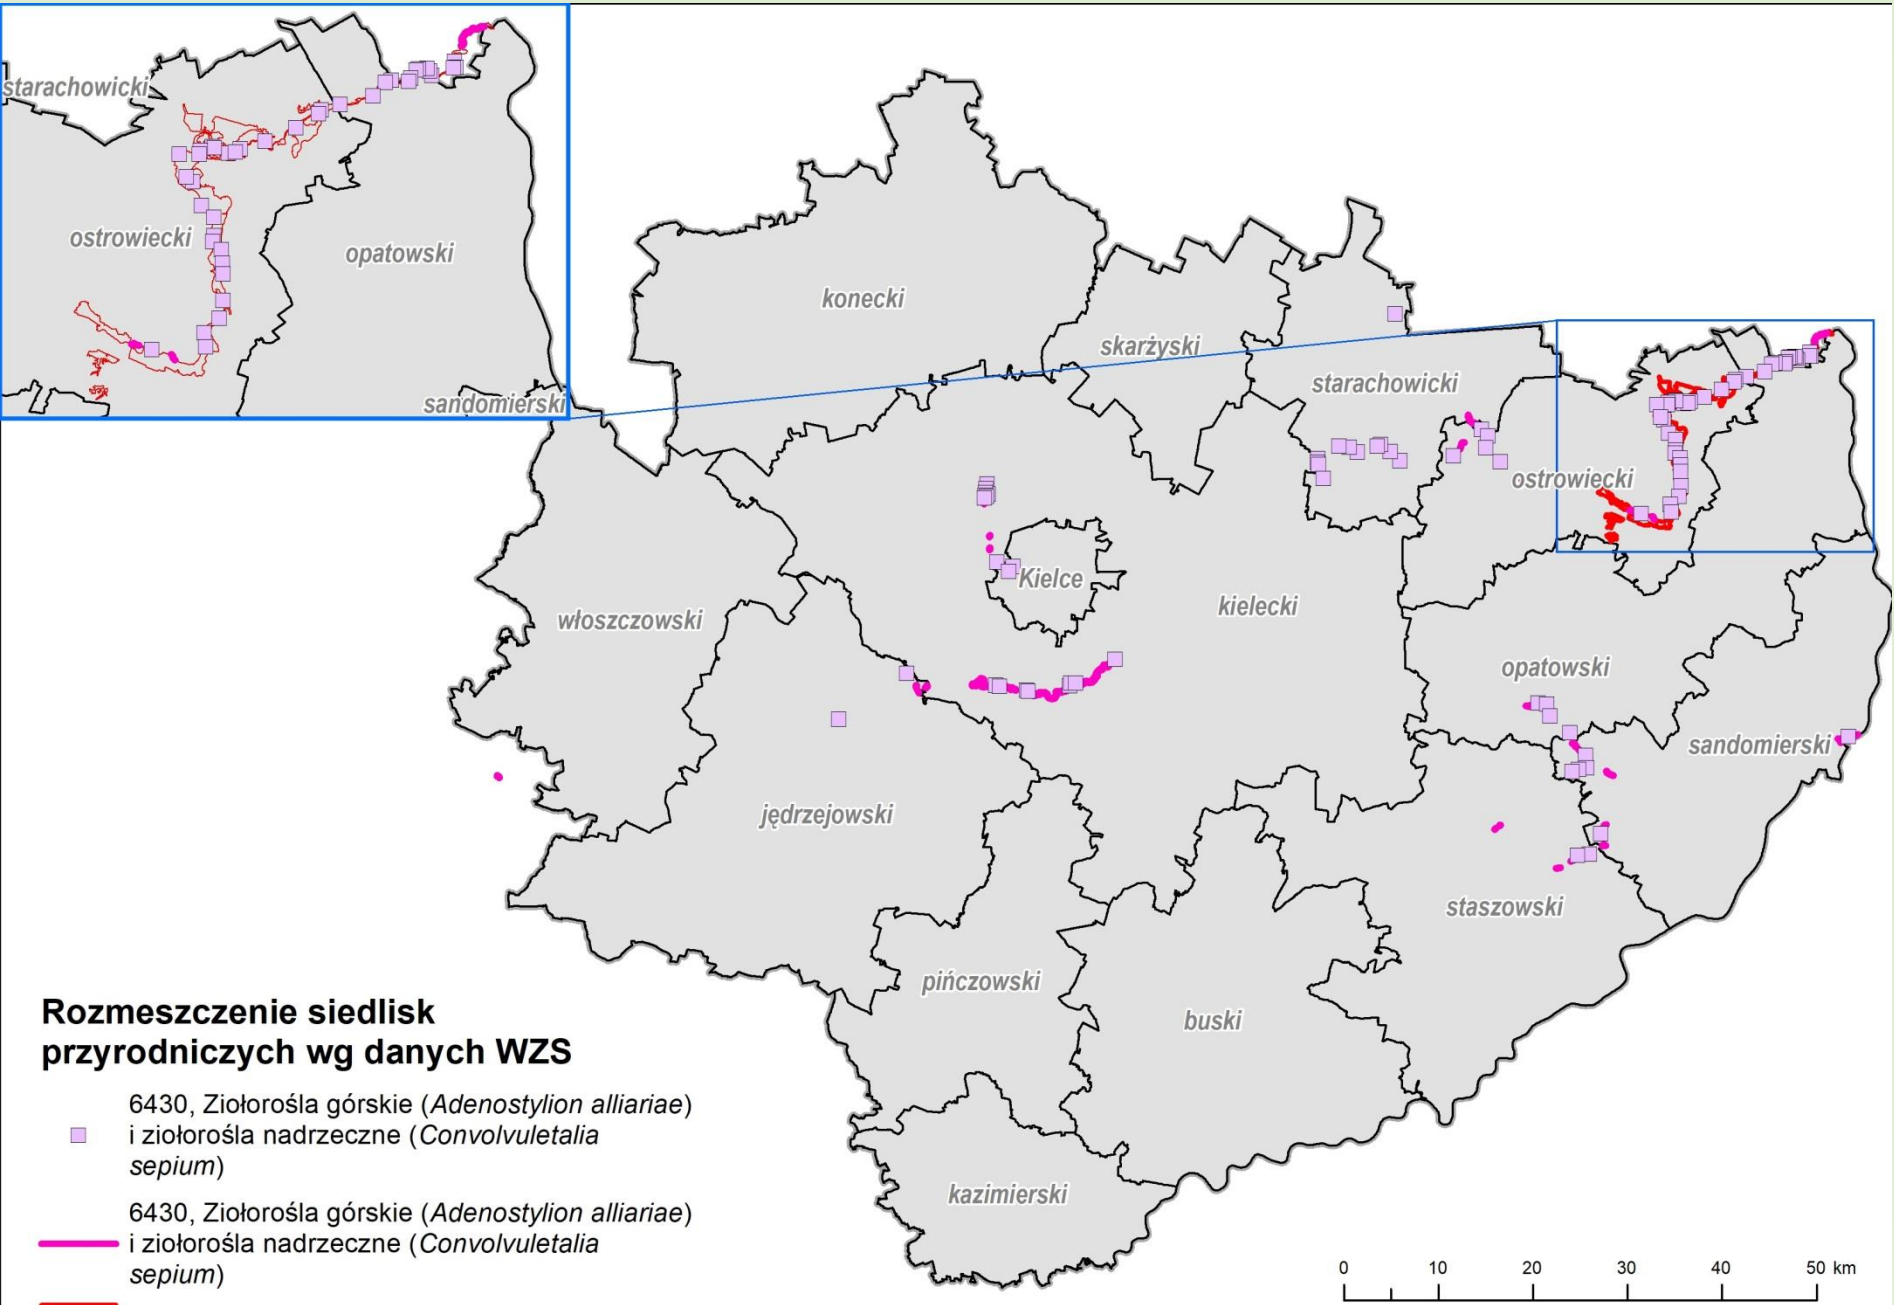 starachowicki
ostrowiecki
opatowski
sandomierski
konecki
skarżyski
starachowicki
ostrowiecki
Kielce
kielecki
włoszczowski
opatowski
sandomierski
jędrzejowski
staszowski
pińczowski
buski
kazimierski
Rozmeszczenie siedlisk
przyrodniczych wg danych WZS
6430, Ziołorośla górskie (Adenostylion alliariae)
i ziołorośla nadrzeczne (Convolvuletalia
sepium)
6430, Ziołorośla górskie (Adenostylion alliariae)
i ziołorośla nadrzeczne (Convolvuletalia
sepium)
0 10 20 30 40 50 km